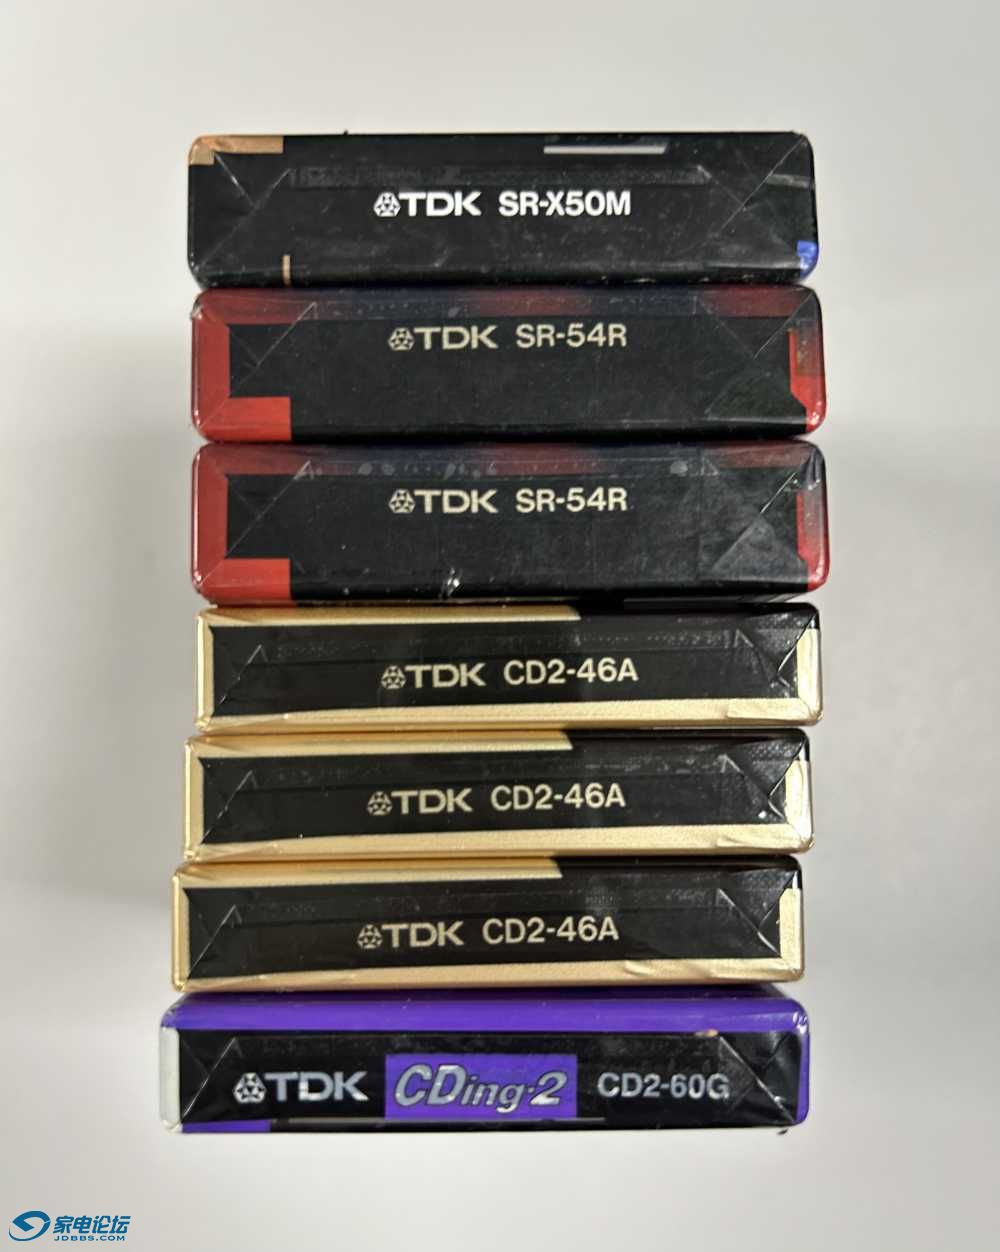 TDK SR-X50M
TDK SR-54R
TDK SR-54R
TDK CD2-46A
TDK CD2-46A
TDK CD2-46A
TDK CDing-2 CD2-60G
家电论坛
JDBBS.COM